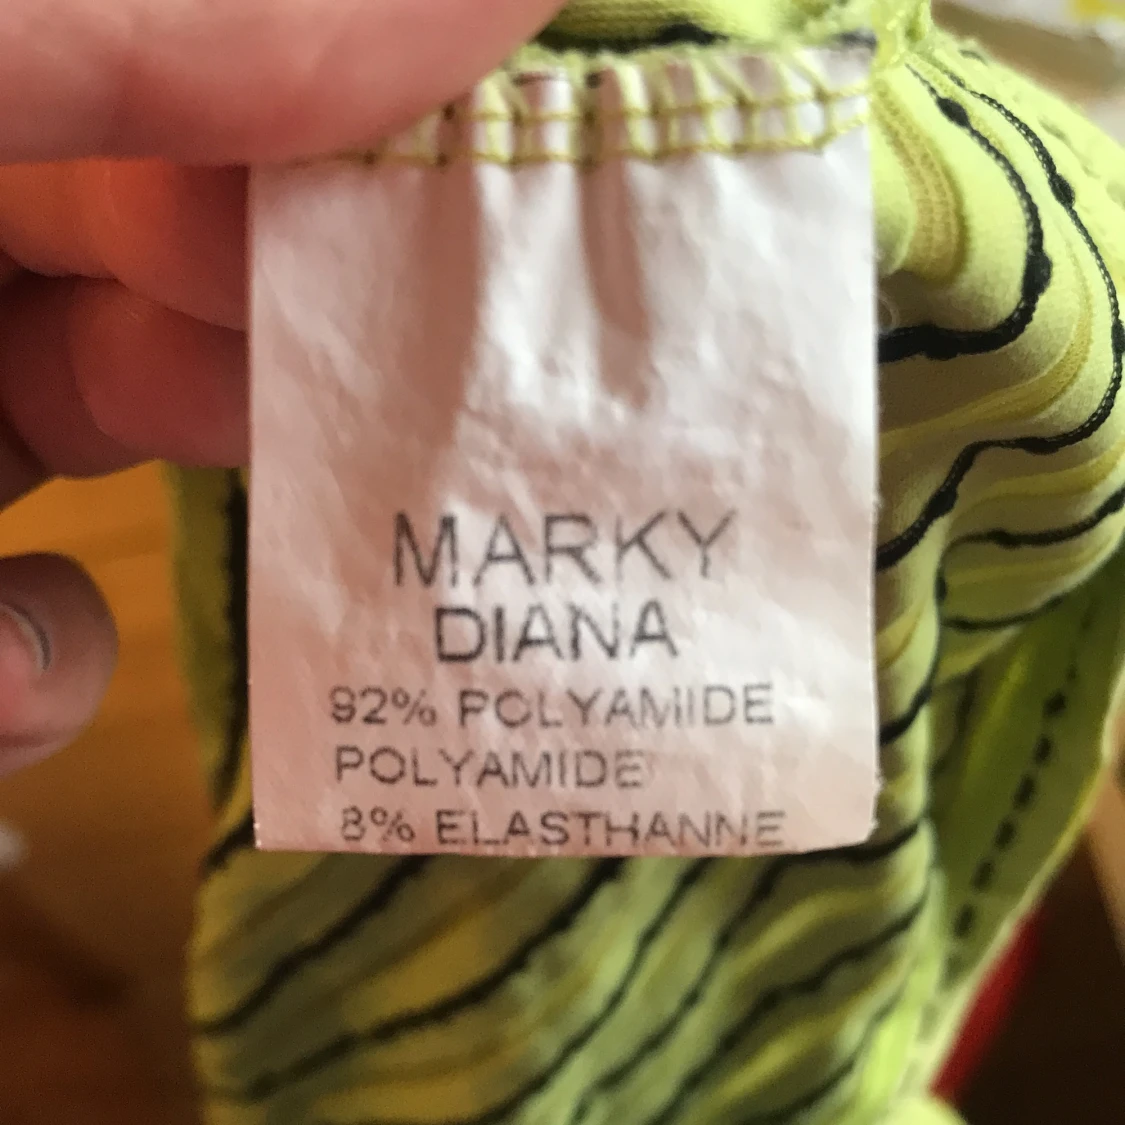 MARKY
DIANA
92% POLYAMIDE
POLYAMIDE
8% ELASTHANNE